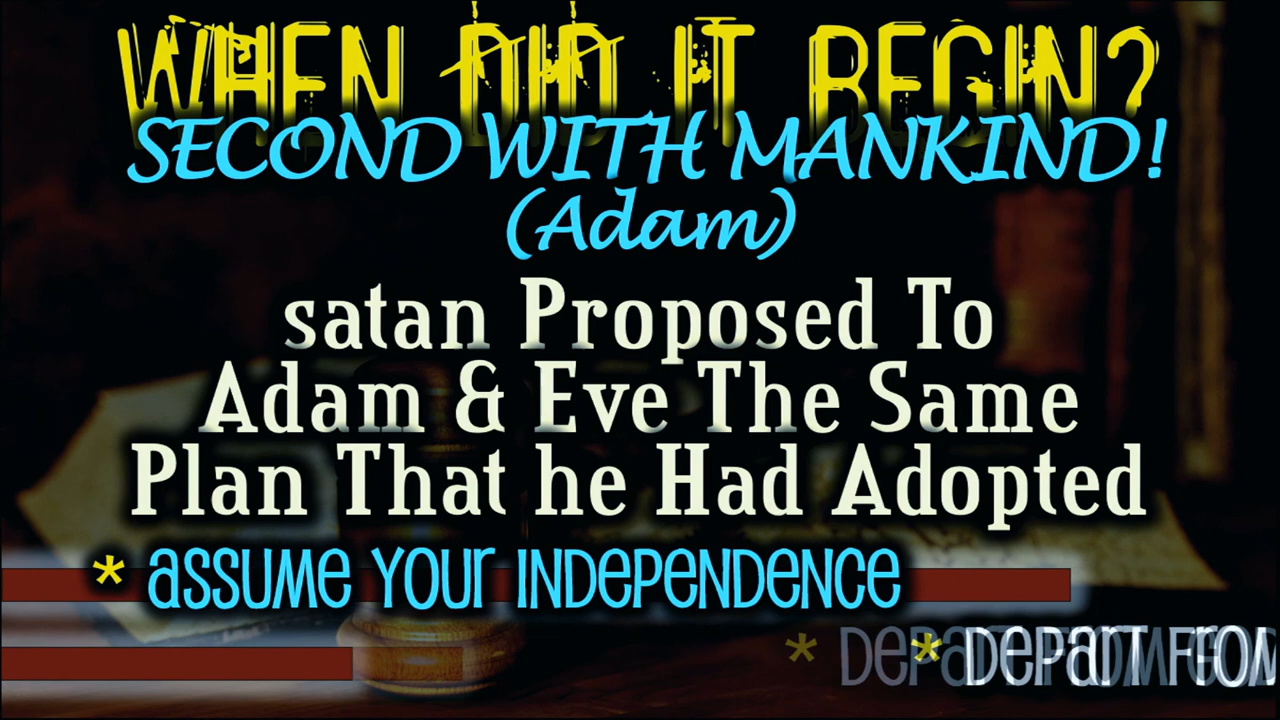 WHEN DID IT BEGIN?
SECOND WITH MANKIND!
(Adam)
satan Proposed To
Adam & Eve The Same
Plan That he Had Adopted
* ASSUME YOUR INDEPENDENCE
* DEPART FROM